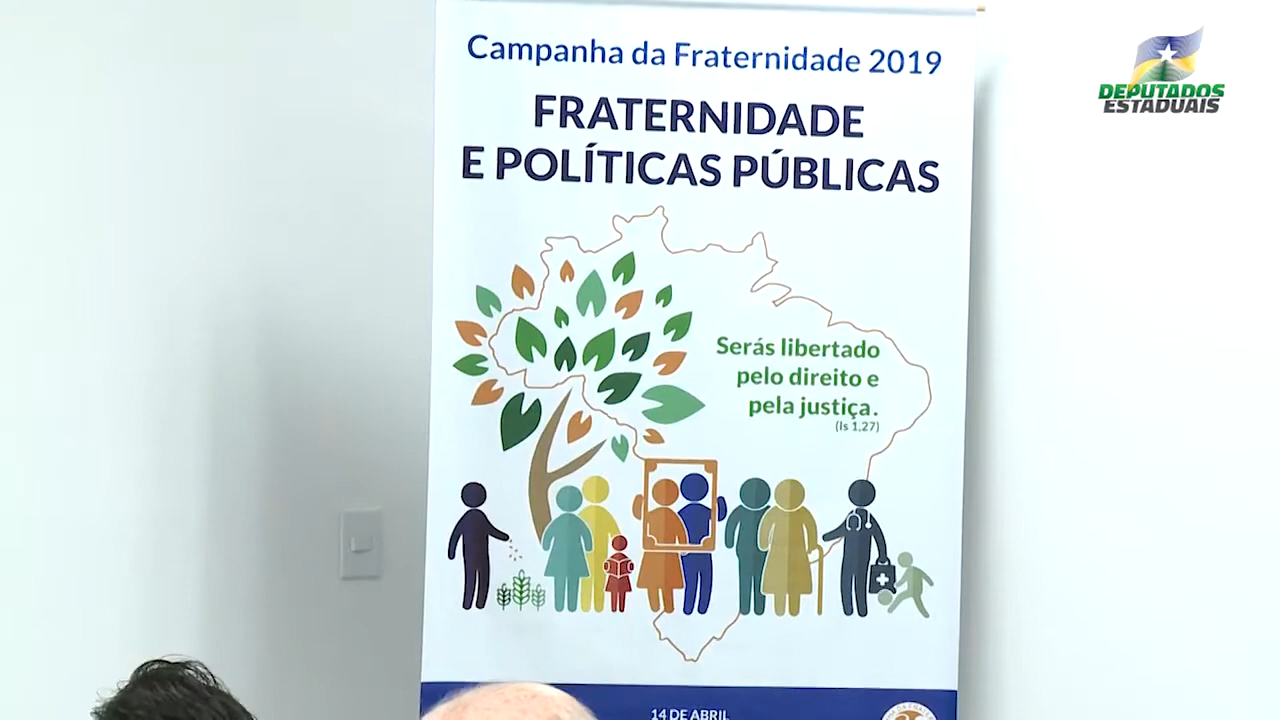 Campanha da Fraternidade 2019
FRATERNIDADE
E POLÍTICAS PÚBLICAS
Serás libertado
pelo direito e
pela justiça.
(Is 1,27)
14 DE ABRIL
DEPUTADOS
ESTADUAIS